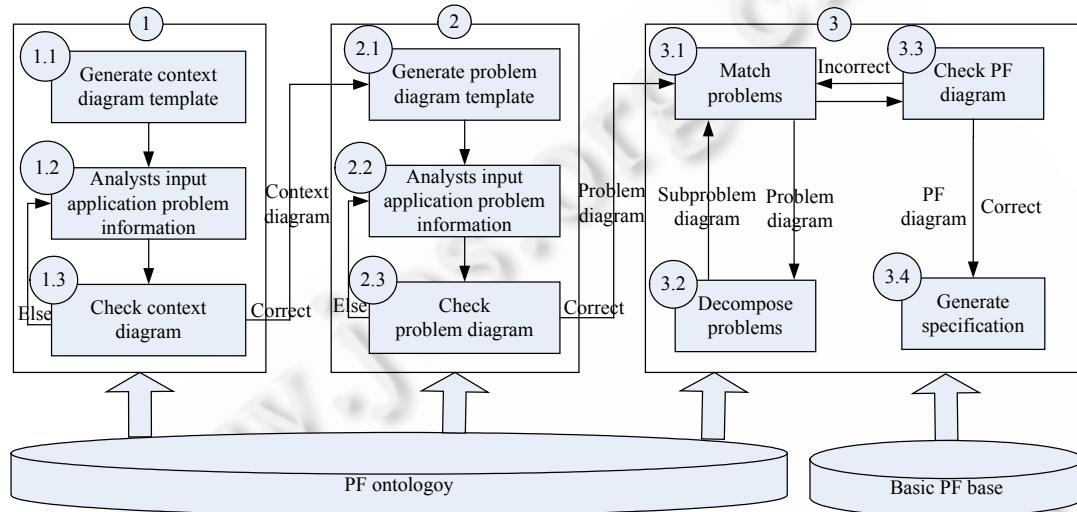 1
1.1
Generate context
diagram template
1.2
Analysts input
application problem
information
1.3
Check context
diagram
Else
Correct
Context
diagram
2
2.1
Generate problem
diagram template
2.2
Analysts input
application problem
information
2.3
Check
problem diagram
Else
Correct
Problem
diagram
3
3.1
Match
problems
Incorrect
3.3
Check PF
diagram
Subproblem
diagram
Problem
diagram
PF
diagram
Correct
3.2
Decompose
problems
3.4
Generate
specification
PF ontologoy
Basic PF base
www.jos.org.c